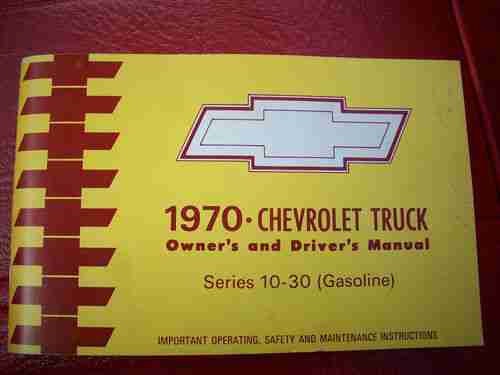 1970 · CHEVROLET TRUCK
Owner's and Driver's Manual
Series 10-30 (Gasoline)
IMPORTANT OPERATING, SAFETY AND MAINTENANCE INSTRUCTIONS